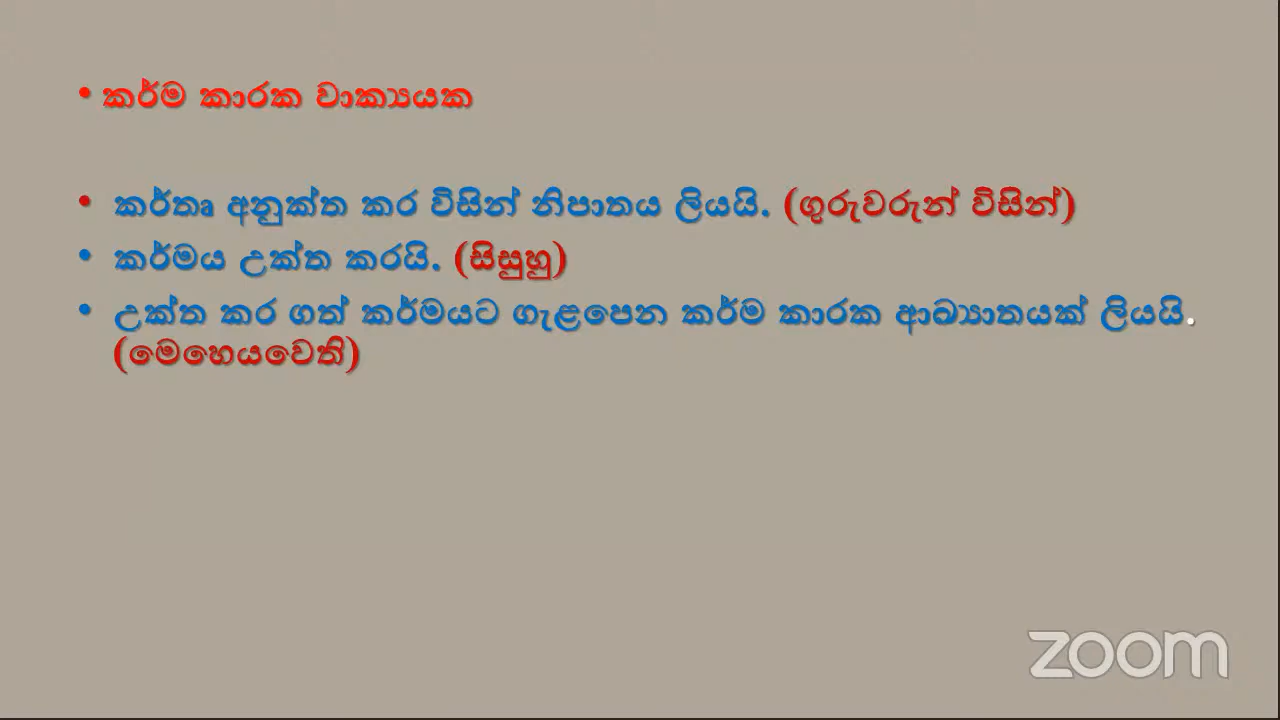 • කර්ම කාරක වාක්‍යයක
• කර්තෘ අනුක්ත කර විසින් නිපාතය ලියයි. (ගුරුවරුන් විසින්)
• කර්මය උක්ත කරයි. (සිසුහු)
• උක්ත කර ගත් කර්මයට ගැළපෙන කර්ම කාරක ආඛ්‍යාතයක් ලියයි.
(මෙහෙයවෙති)
zoom